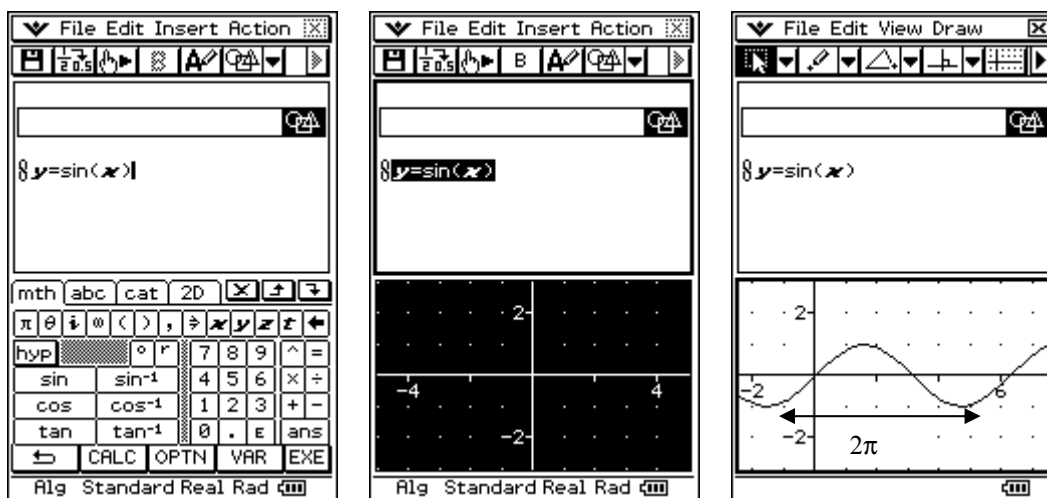 File Edit Insert Action
B
y=sin(x)
mth abc cat 2D
π θ i ∞ ( ) , ⇒ x y z t
hyp ° r 7 8 9 ^ =
sin sin⁻¹ 4 5 6 × ÷
cos cos⁻¹ 1 2 3 + −
tan tan⁻¹ 0 . E ans
CALC OPTN VAR EXE
Alg Standard Real Rad
File Edit Insert Action
B
y=sin(x)
2
-4 4
-2
Alg Standard Real Rad
File Edit View Draw
y=sin(x)
2
-2 6
-2
2π